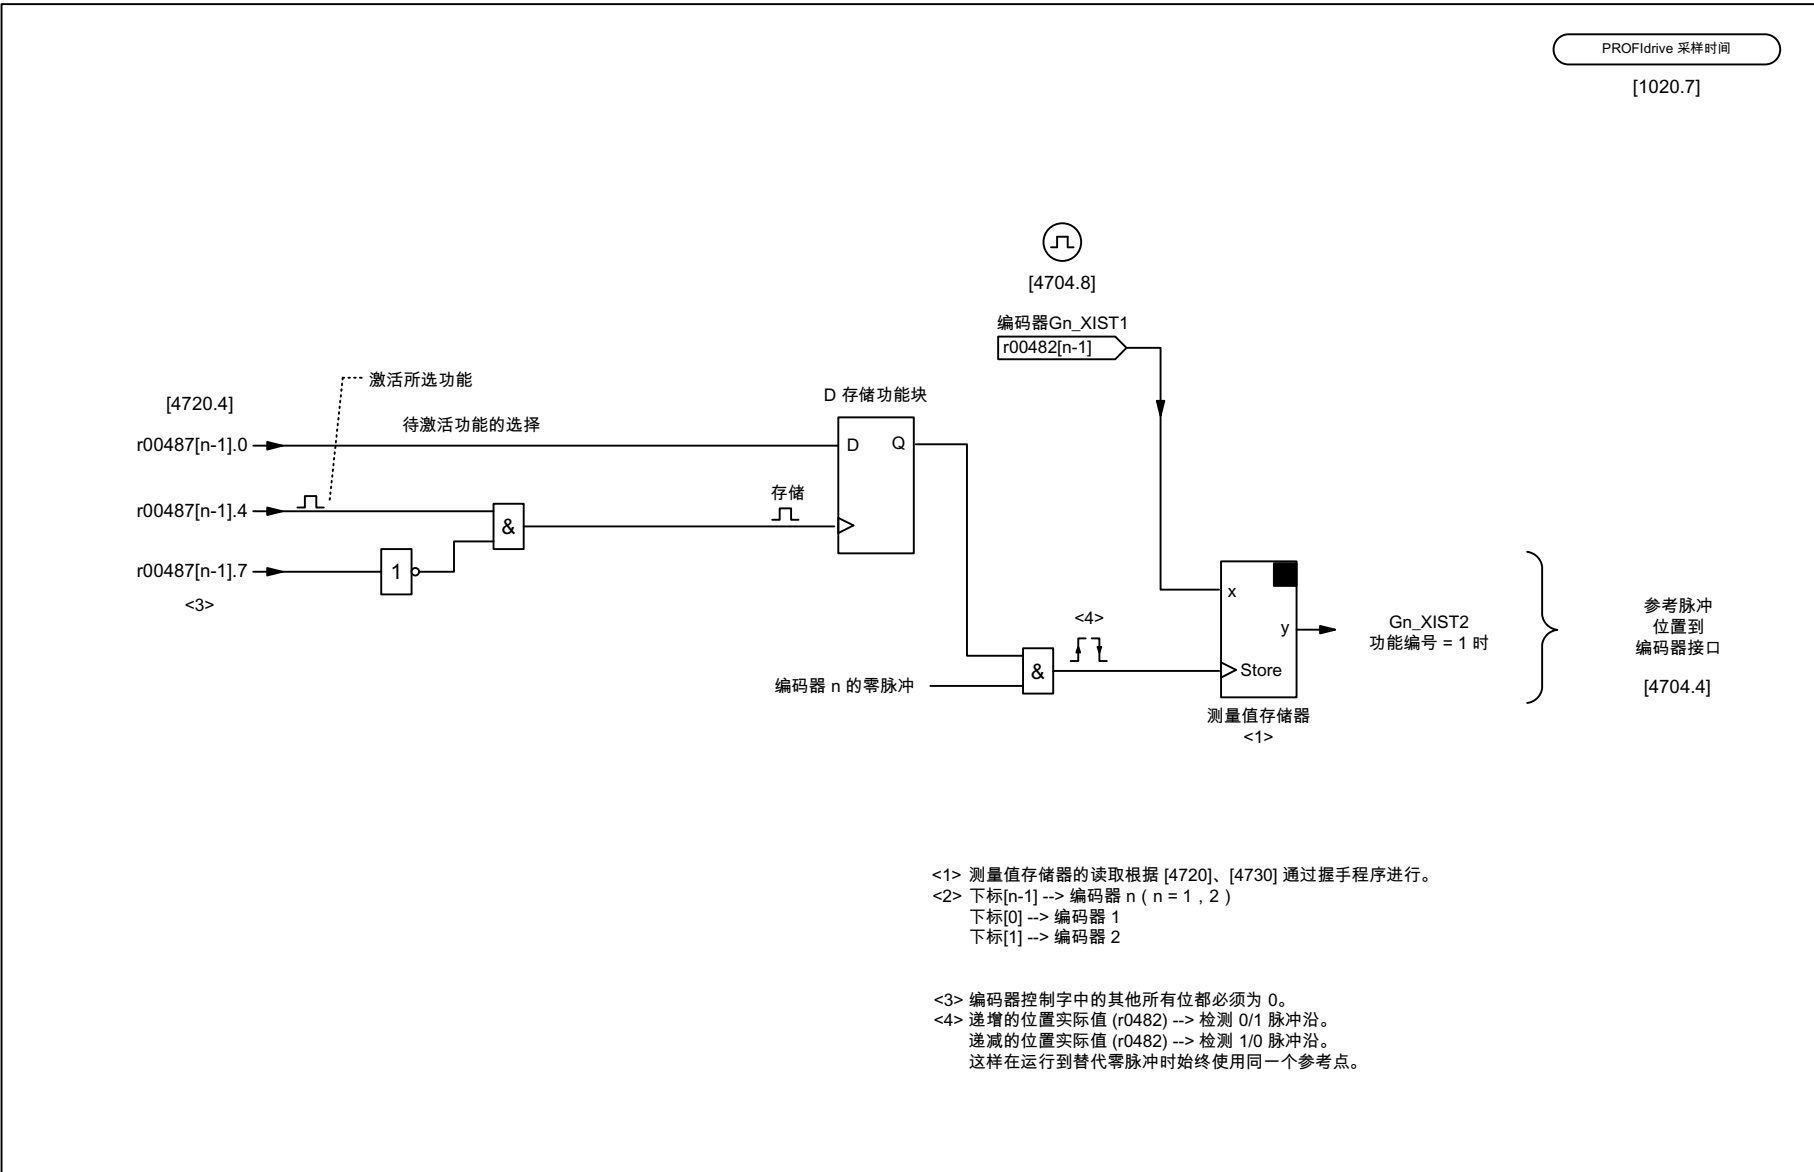 PROFIdrive 采样时间
[1020.7]
[4704.8]
编码器Gn_XIST1
r00482[n-1]
激活所选功能
[4720.4]
D 存储功能块
待激活功能的选择
r00487[n-1].0
D
Q
存储
r00487[n-1].4
&
r00487[n-1].7
1
<3>
x
<4>
y
Gn_XIST2
功能编号 = 1 时
参考脉冲
位置到
编码器接口
编码器 n 的零脉冲
&
Store
[4704.4]
测量值存储器
<1>
<1> 测量值存储器的读取根据 [4720]、[4730] 通过握手程序进行。
<2> 下标[n-1] --> 编码器 n ( n = 1 , 2 )
下标[0] --> 编码器 1
下标[1] --> 编码器 2
<3> 编码器控制字中的其他所有位都必须为 0。
<4> 递增的位置实际值 (r0482) --> 检测 0/1 脉冲沿。
递减的位置实际值 (r0482) --> 检测 1/0 脉冲沿。
这样在运行到替代零脉冲时始终使用同一个参考点。